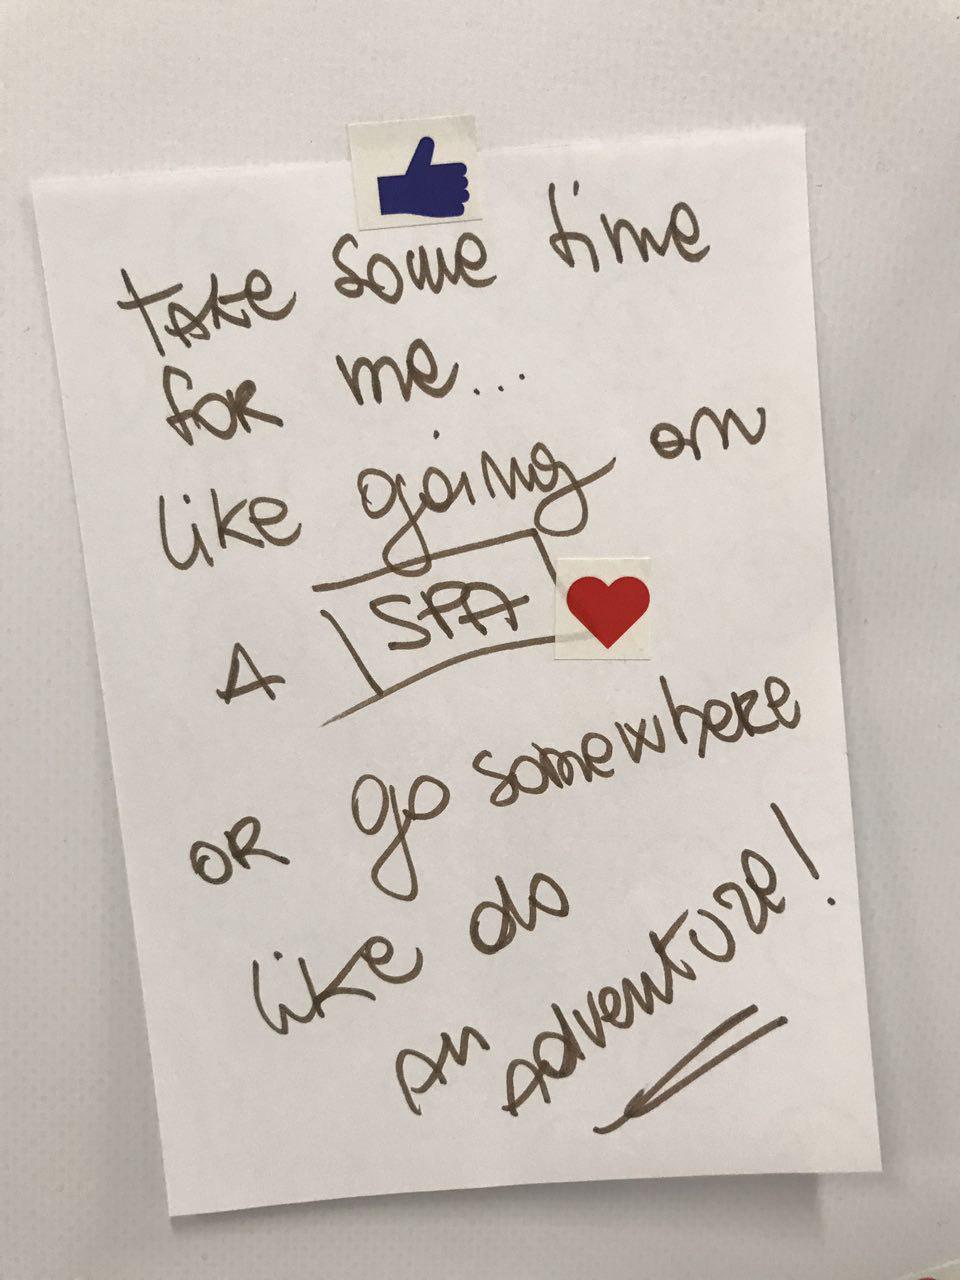 take some time
for me...
like going on
A SPA
or go somewhere
like do
an adventure!